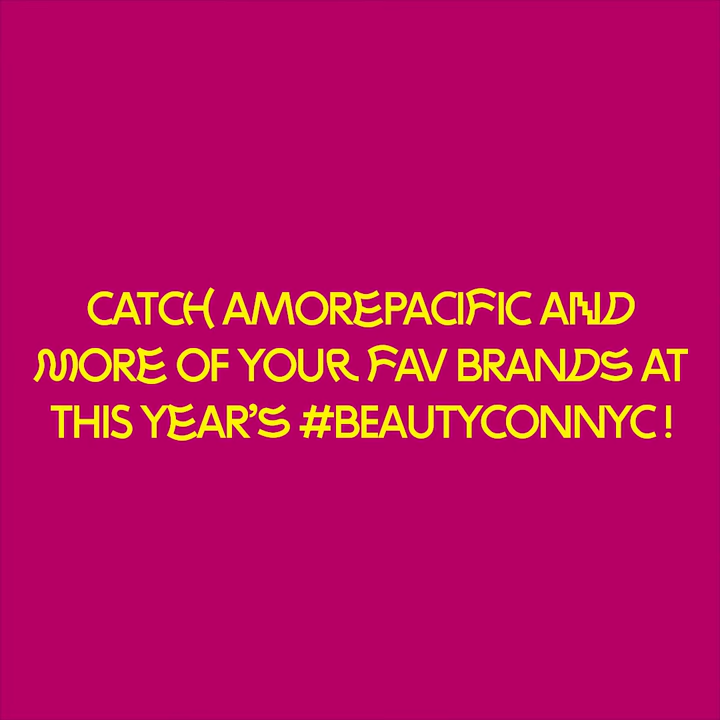 CATCH AMOREPACIFIC AND
MORE OF YOUR FAV BRANDS AT
THIS YEAR'S #BEAUTYCONNYC!